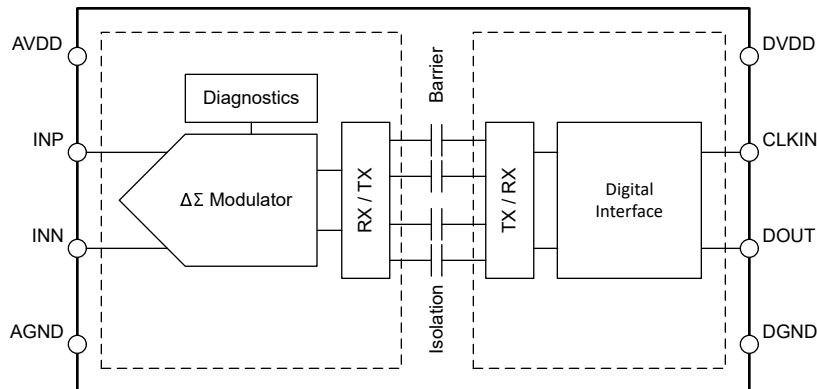 AVDD
DVDD
Diagnostics
Barrier
INP
CLKIN
ΔΣ Modulator
RX / TX
TX / RX
Digital
Interface
INN
DOUT
AGND
Isolation
DGND